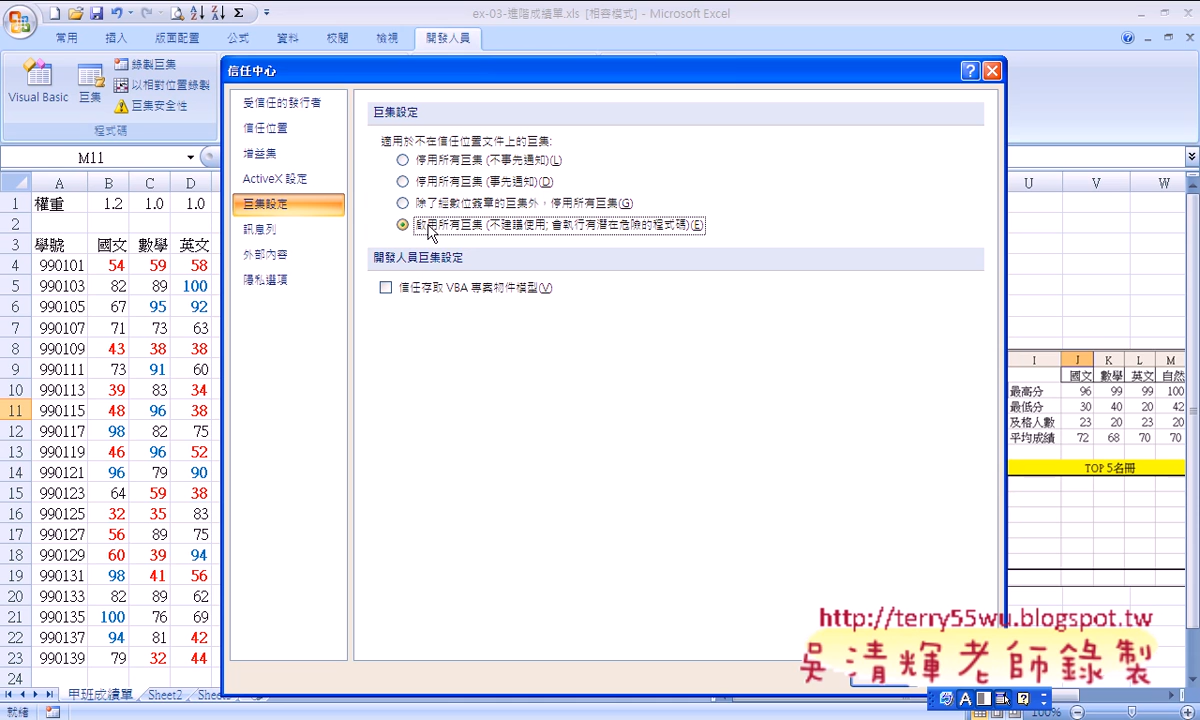 ex-03-進階成績單.xls [相容模式] - Microsoft Excel
常用 插入 版面配置 公式 資料 校閱 檢視 開發人員
Visual Basic 巨集 錄製巨集
以相對位置錄製
巨集安全性
程式碼
M11
信任中心
受信任的發行者
信任位置
增益集
ActiveX 設定
巨集設定
訊息列
外部內容
隱私選項
巨集設定
適用於不在信任位置文件上的巨集:
停用所有巨集 (不事先通知)(L)
停用所有巨集 (事先通知)(D)
除了經數位簽章的巨集外，停用所有巨集(G)
啟用所有巨集 (不建議使用; 會執行有潛在危險的程式碼)(E)
開發人員巨集設定
信任存取 VBA 專案物件模型(V)
A B C D
1 權重 1.2 1.0 1.0
2
3 學號 國文 數學 英文
4 990101 54 59 58
5 990103 82 89 100
6 990105 67 95 92
7 990107 71 73 63
8 990109 43 38 38
9 990111 73 91 60
10 990113 39 83 34
11 990115 48 96 38
12 990117 98 82 75
13 990119 46 96 52
14 990121 96 79 90
15 990123 64 59 38
16 990125 32 35 83
17 990127 56 89 75
18 990129 60 39 94
19 990131 98 41 56
20 990133 82 89 62
21 990135 100 76 69
22 990137 94 81 42
23 990139 79 32 44
24
U V W
I J K L M
國文 數學 英文 自然
最高分 96 99 99 100
最低分 30 40 20 42
及格人數 23 20 23 20
平均成績 72 68 70 70
TOP 5名冊
http://terry55wu.blogspot.tw
吳清輝老師錄製
甲班成績單 Sheet2
就緒
100%